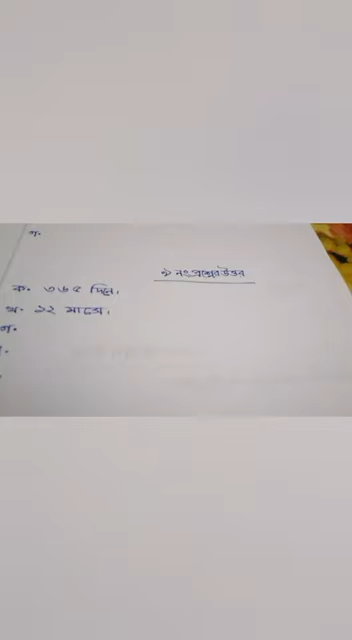 গ.
৯ নং প্রশ্নের উত্তর
ক. ৩৬৫ দিন।
খ. ১২ মাসে।
গ.